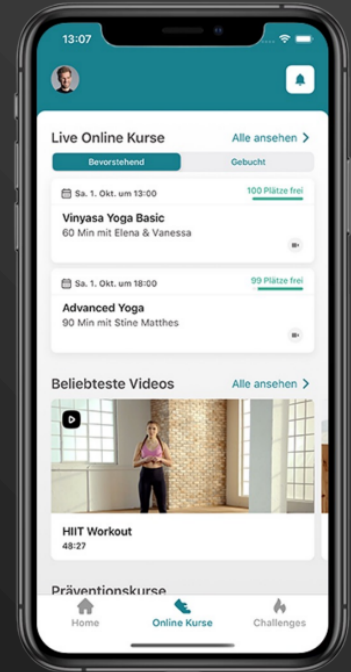 13:07
Live Online Kurse
Alle ansehen
Bevorstehend
Gebucht
Sa. 1. Okt. um 13:00
100 Plätze frei
Vinyasa Yoga Basic
60 Min mit Elena & Vanessa
Sa. 1. Okt. um 18:00
99 Plätze frei
Advanced Yoga
90 Min mit Stine Matthes
Beliebteste Videos
Alle ansehen
HIIT Workout
48:27
Präventionskurse
Home
Online Kurse
Challenges